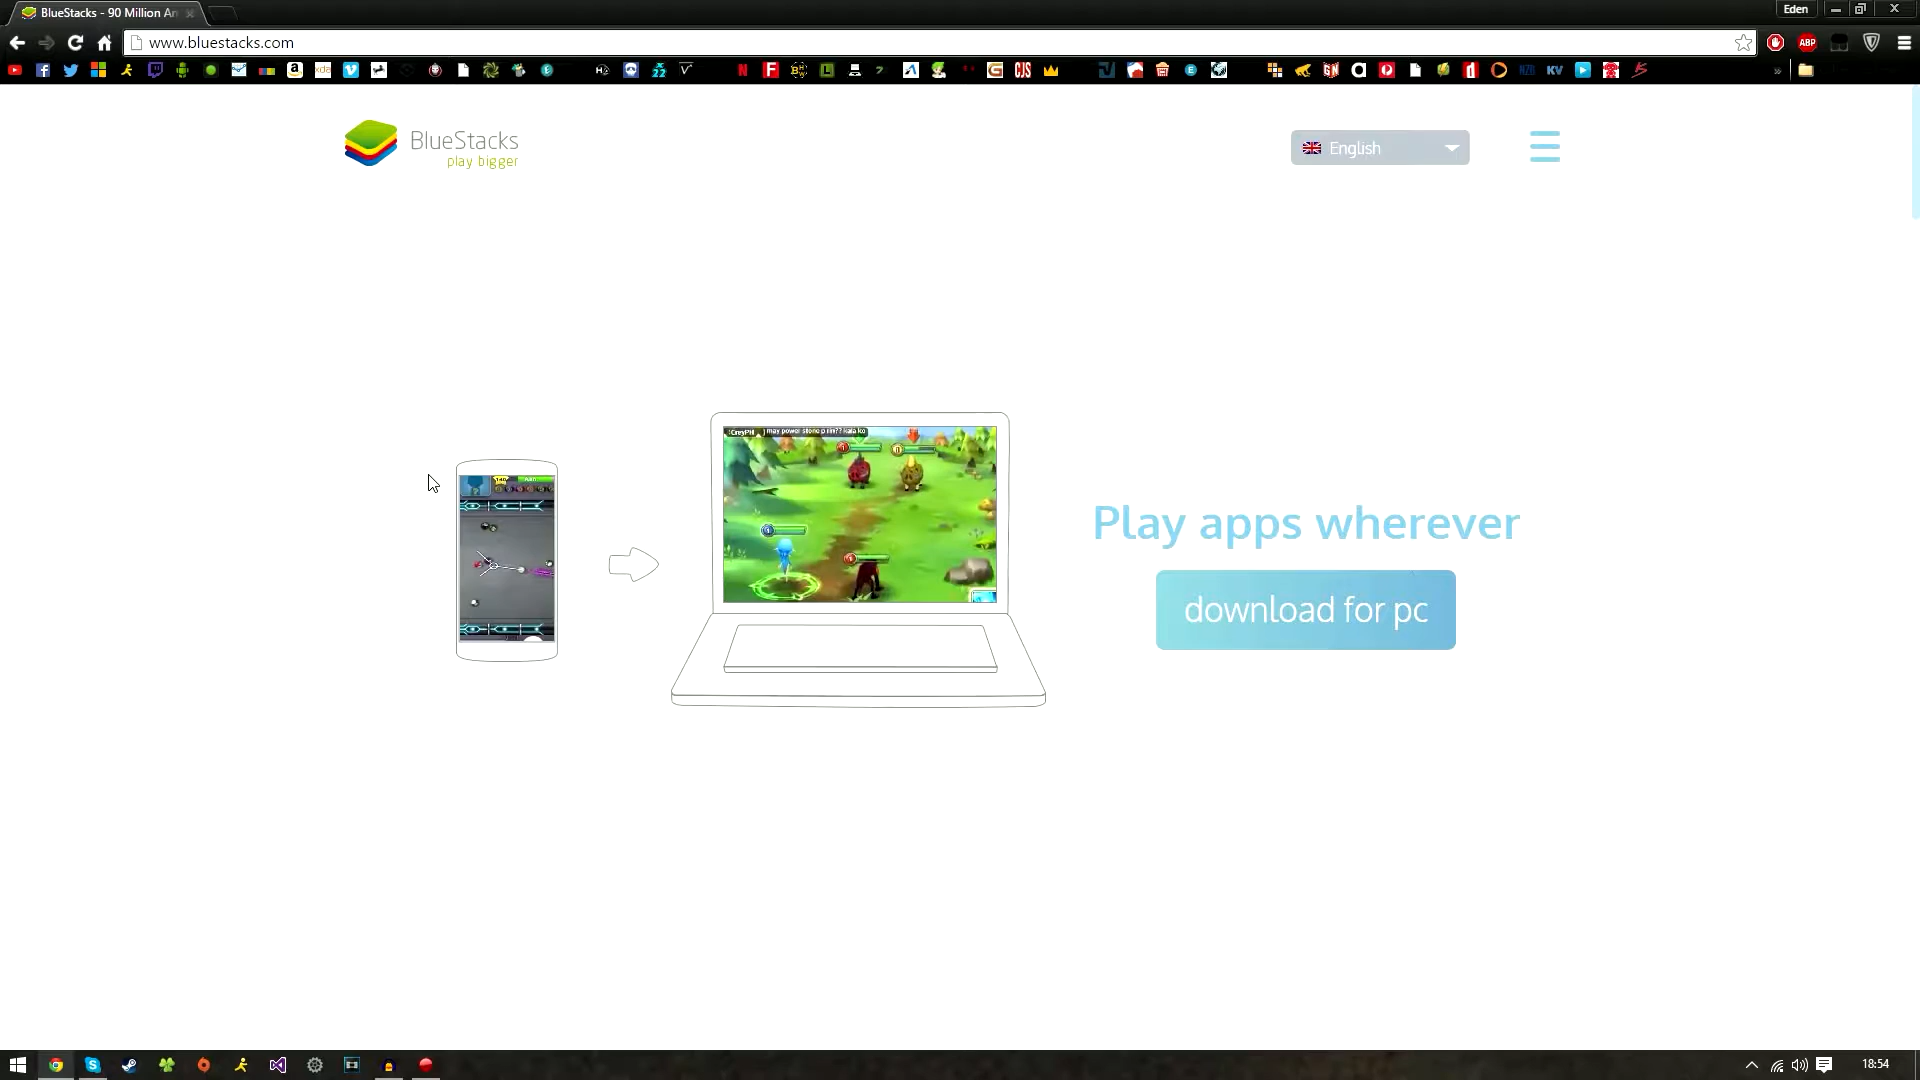 BlueStacks - 90 Million An
Eden
www.bluestacks.com
ABP
BlueStacks
play bigger
English
Play apps wherever
download for pc
18:54